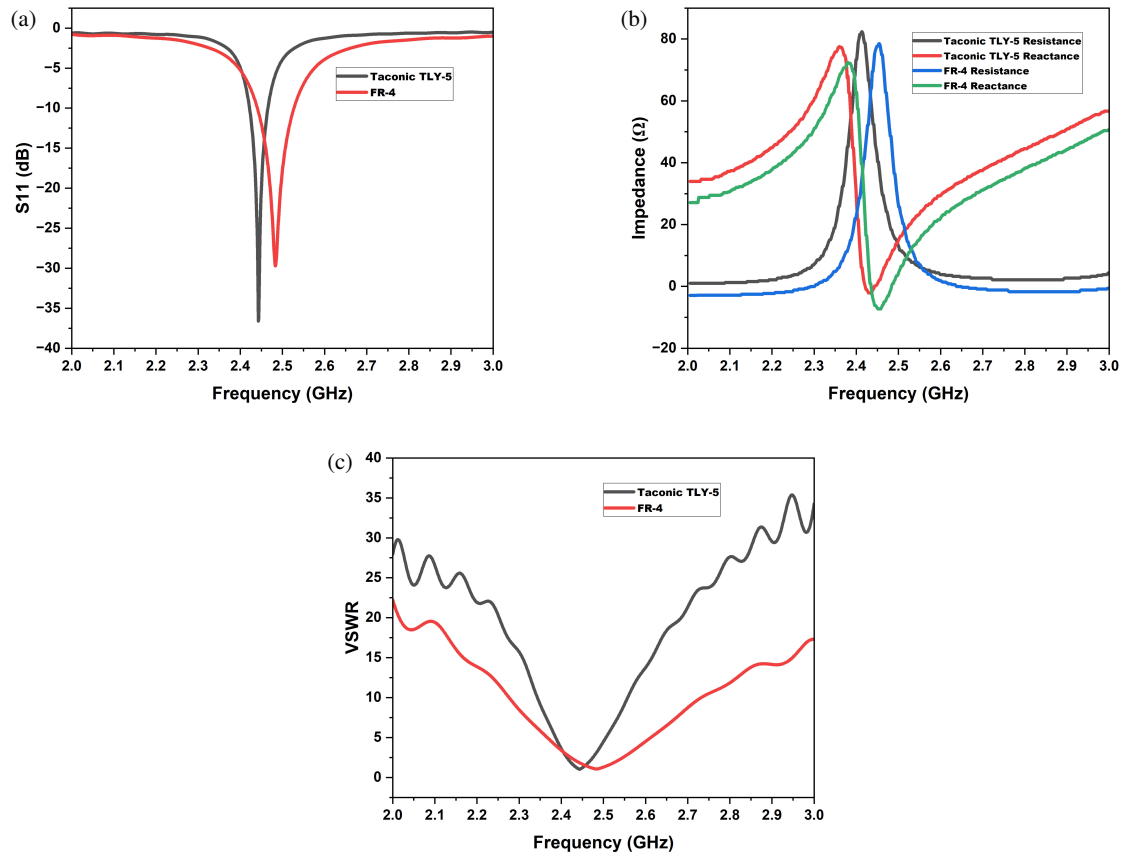 (a)
5
0
−5
−10
−15
−20
−25
−30
−35
−40
S11 (dB)
Taconic TLY-5
FR-4
2.0 2.1 2.2 2.3 2.4 2.5 2.6 2.7 2.8 2.9 3.0
Frequency (GHz)
(b)
80
60
40
20
0
−20
Impedance (Ω)
Taconic TLY-5 Resistance
Taconic TLY-5 Reactance
FR-4 Resistance
FR-4 Reactance
2.0 2.1 2.2 2.3 2.4 2.5 2.6 2.7 2.8 2.9 3.0
Frequency (GHz)
(c)
40
35
30
25
20
15
10
5
0
VSWR
Taconic TLY-5
FR-4
2.0 2.1 2.2 2.3 2.4 2.5 2.6 2.7 2.8 2.9 3.0
Frequency (GHz)